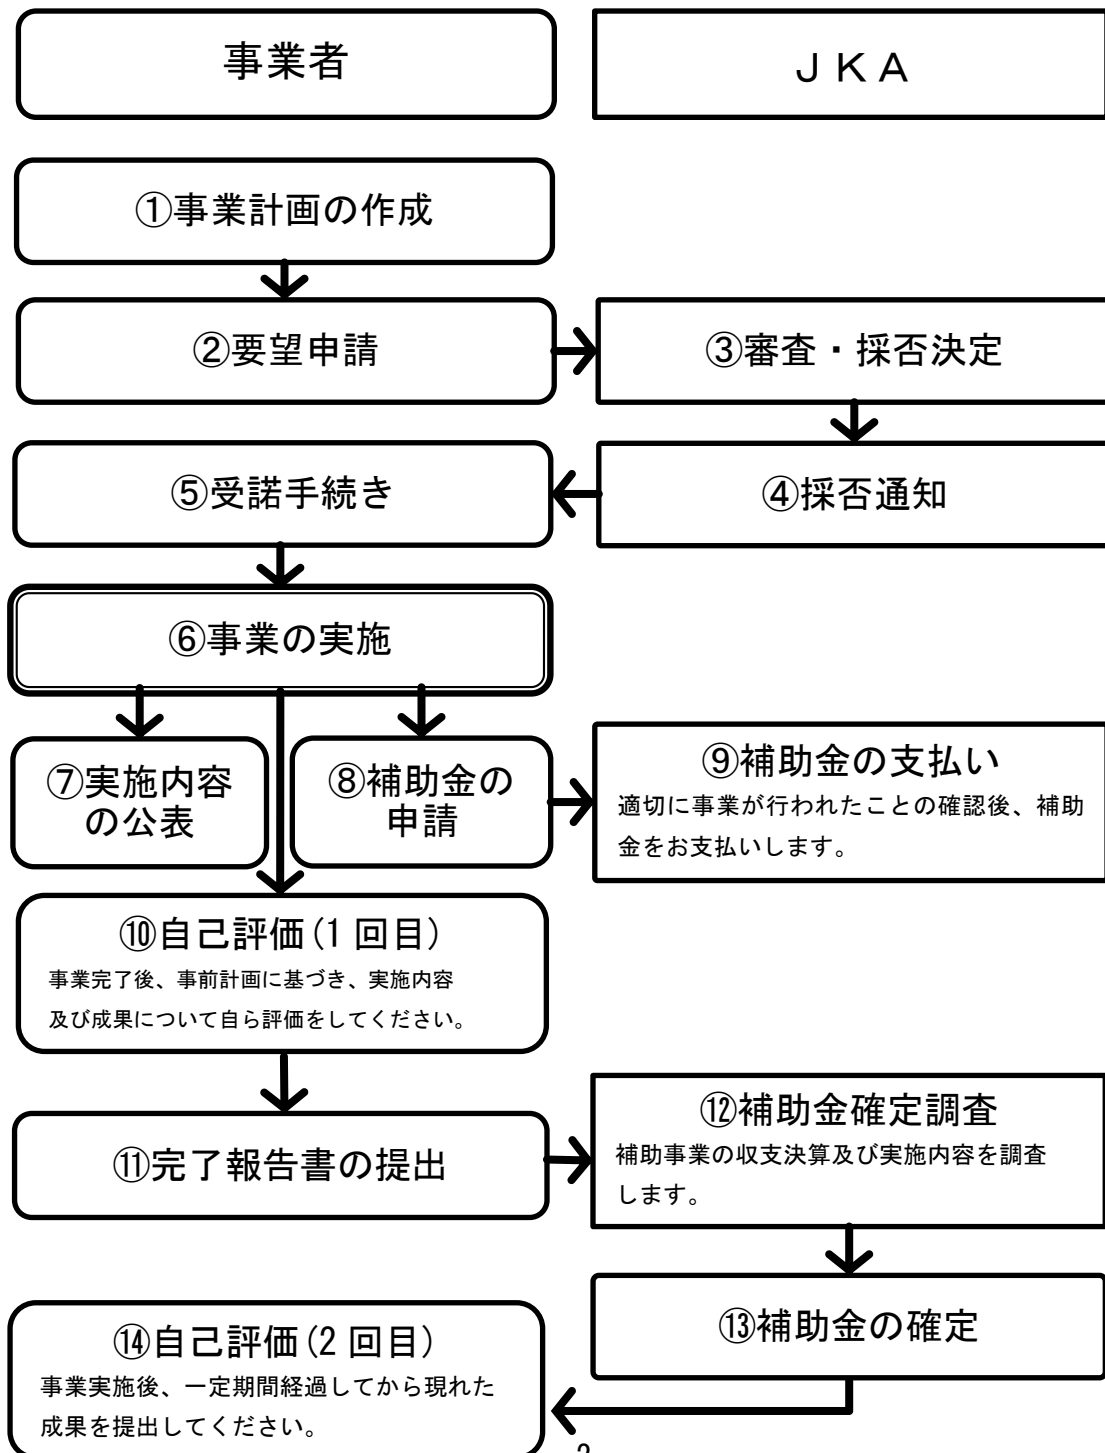 事業者
ＪＫＡ
①事業計画の作成
②要望申請
③審査・採否決定
⑤受諾手続き
④採否通知
⑥事業の実施
⑦実施内容
の公表
⑧補助金の
申請
⑨補助金の支払い
適切に事業が行われたことの確認後、補助
金をお支払いします。
⑩自己評価(1回目)
事業完了後、事前計画に基づき、実施内容
及び成果について自ら評価をしてください。
⑪完了報告書の提出
⑫補助金確定調査
補助事業の収支決算及び実施内容を調査
します。
⑬補助金の確定
⑭自己評価(2回目)
事業実施後、一定期間経過してから現れた
成果を提出してください。